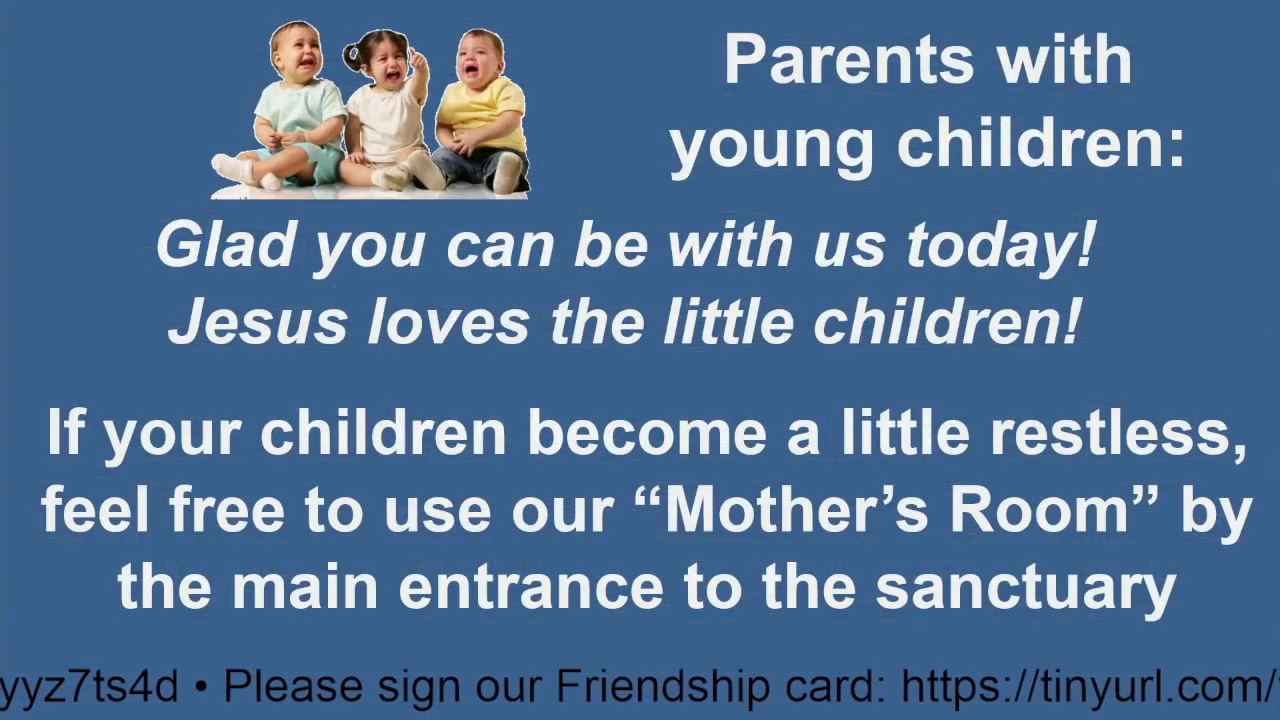 Parents with
young children:
Glad you can be with us today!
Jesus loves the little children!
If your children become a little restless,
feel free to use our “Mother’s Room” by
the main entrance to the sanctuary
yyz7ts4d • Please sign our Friendship card: https://tinyurl.com/